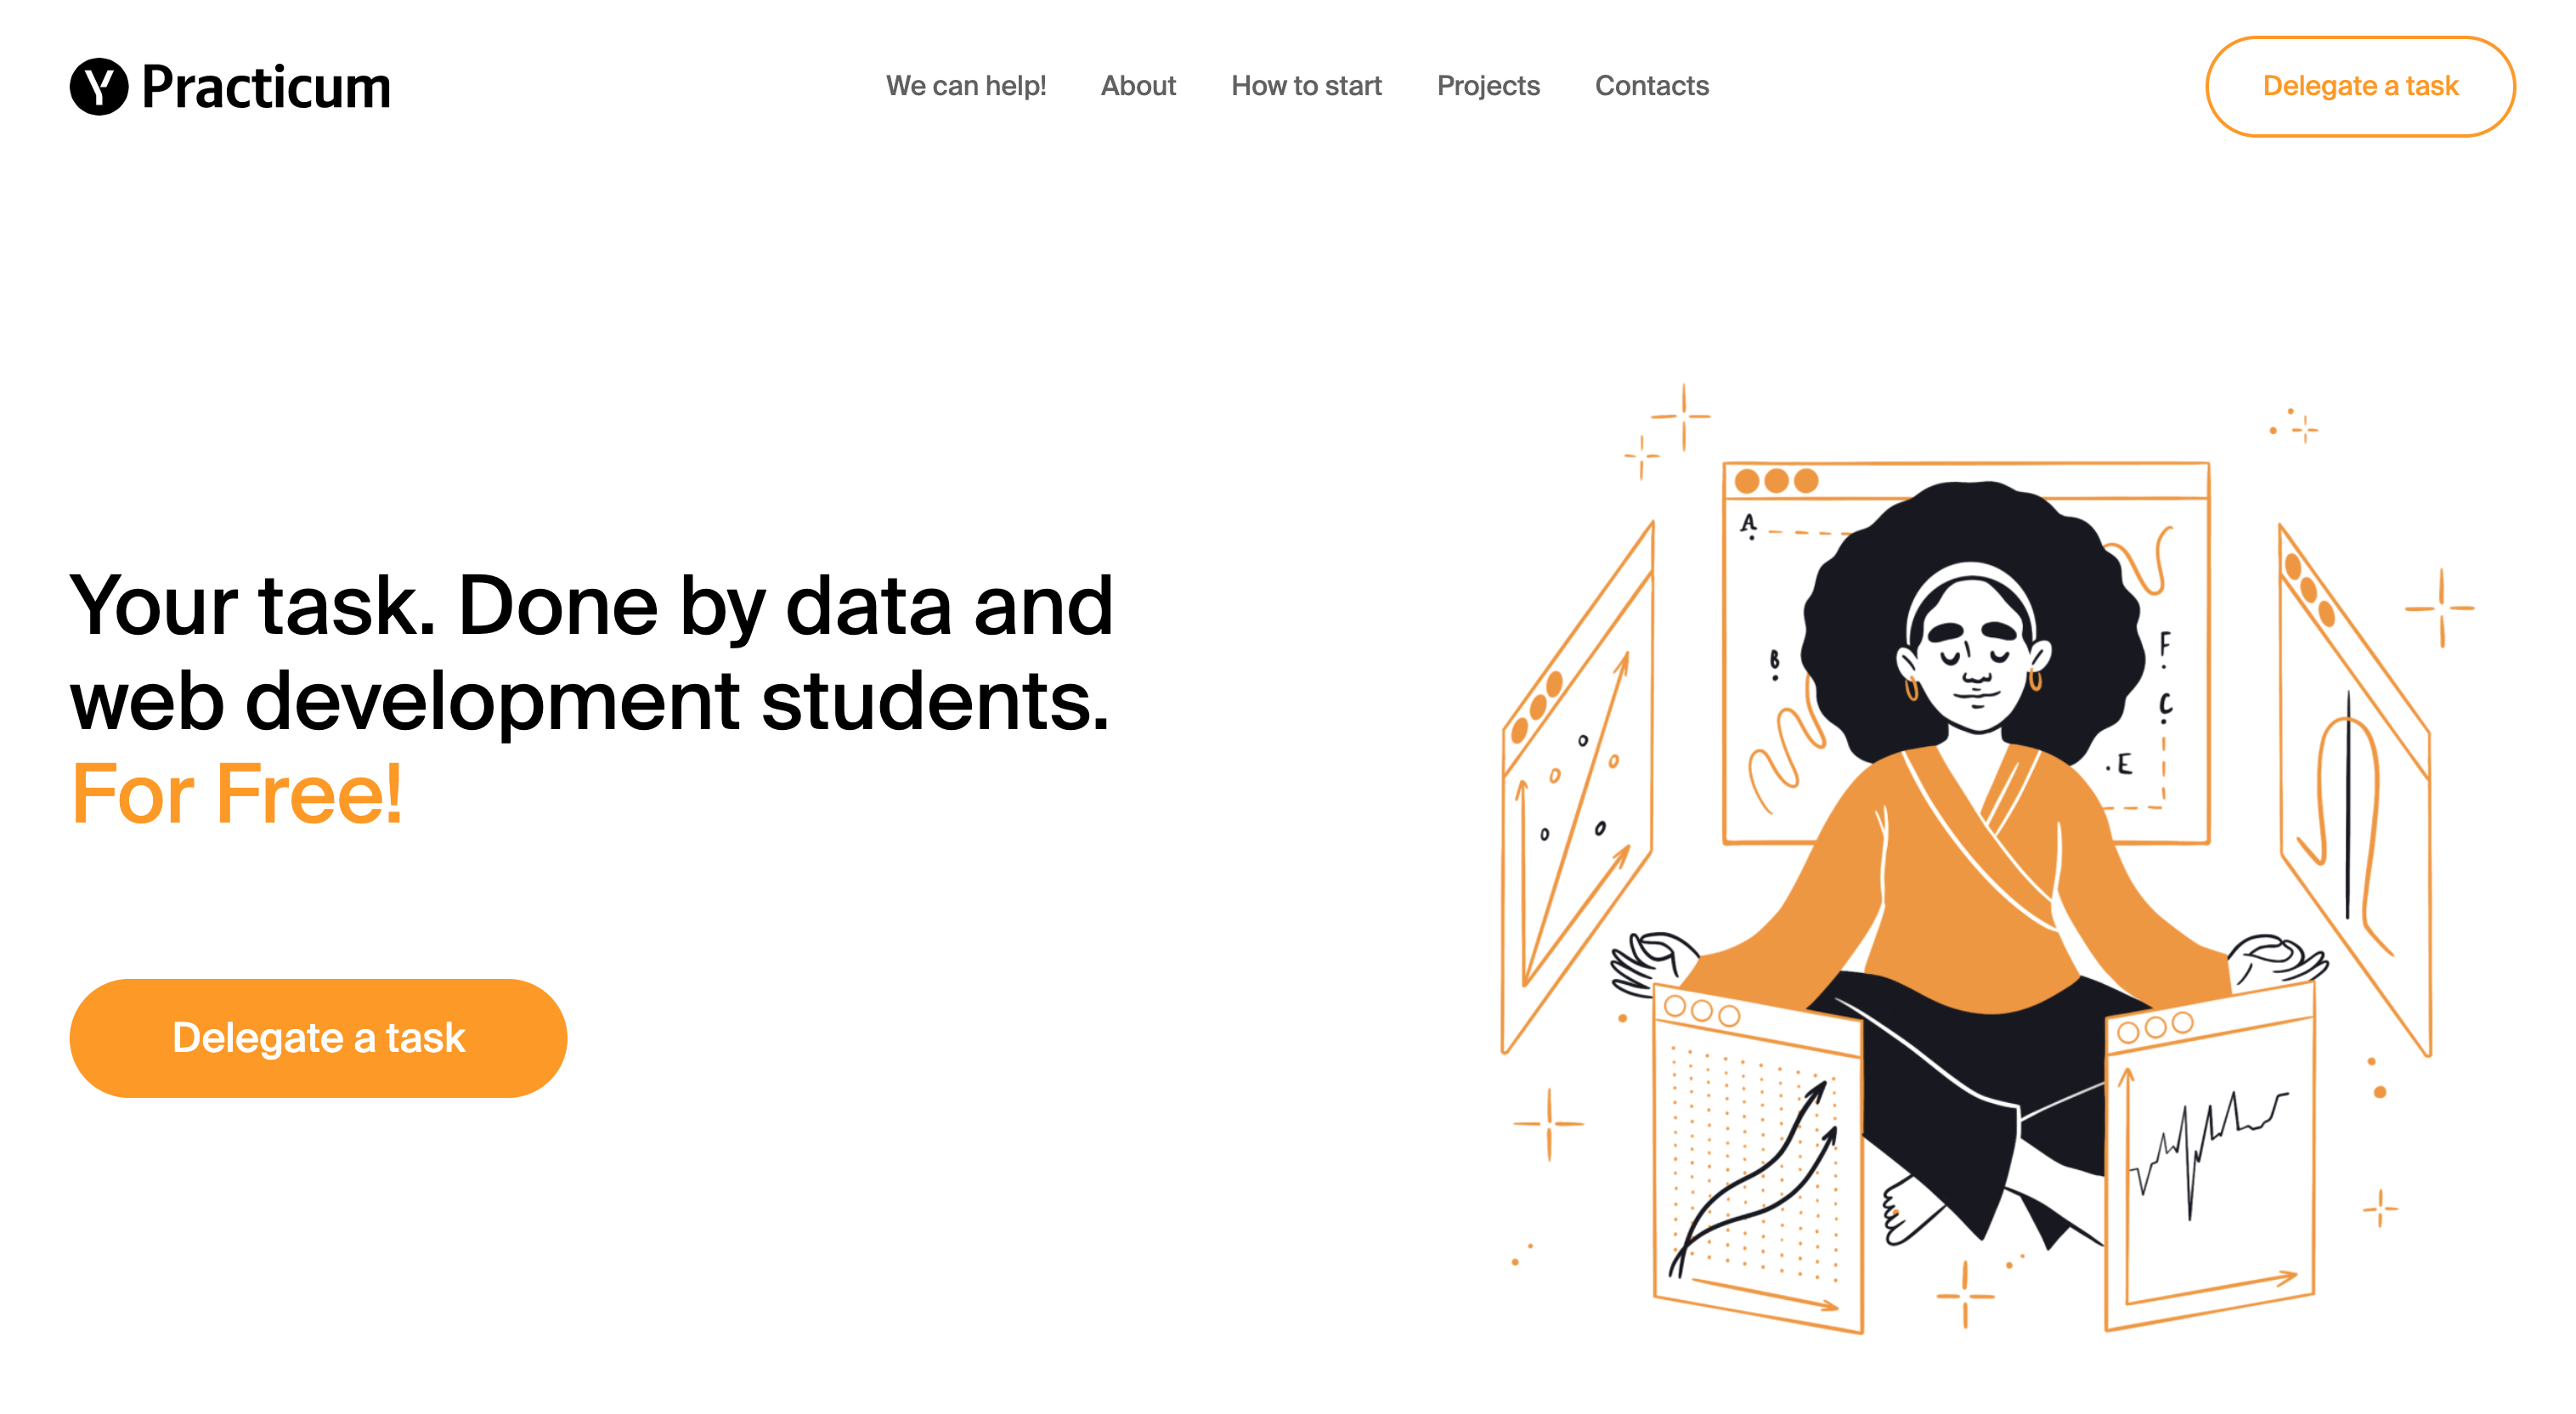 Y Practicum
We can help!
About
How to start
Projects
Contacts
Delegate a task
Your task. Done by data and
web development students.
For Free!
Delegate a task
A
B
F
C
E